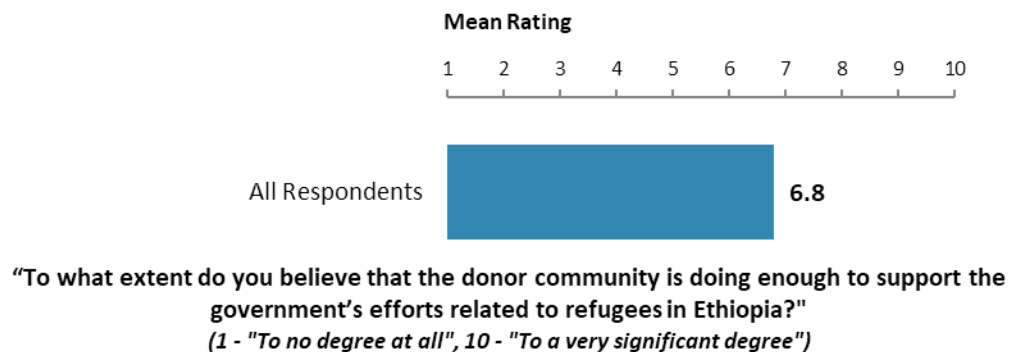 Mean Rating
1 2 3 4 5 6 7 8 9 10
All Respondents 6.8
“To what extent do you believe that the donor community is doing enough to support the
government’s efforts related to refugees in Ethiopia?"
(1 - "To no degree at all", 10 - "To a very significant degree")